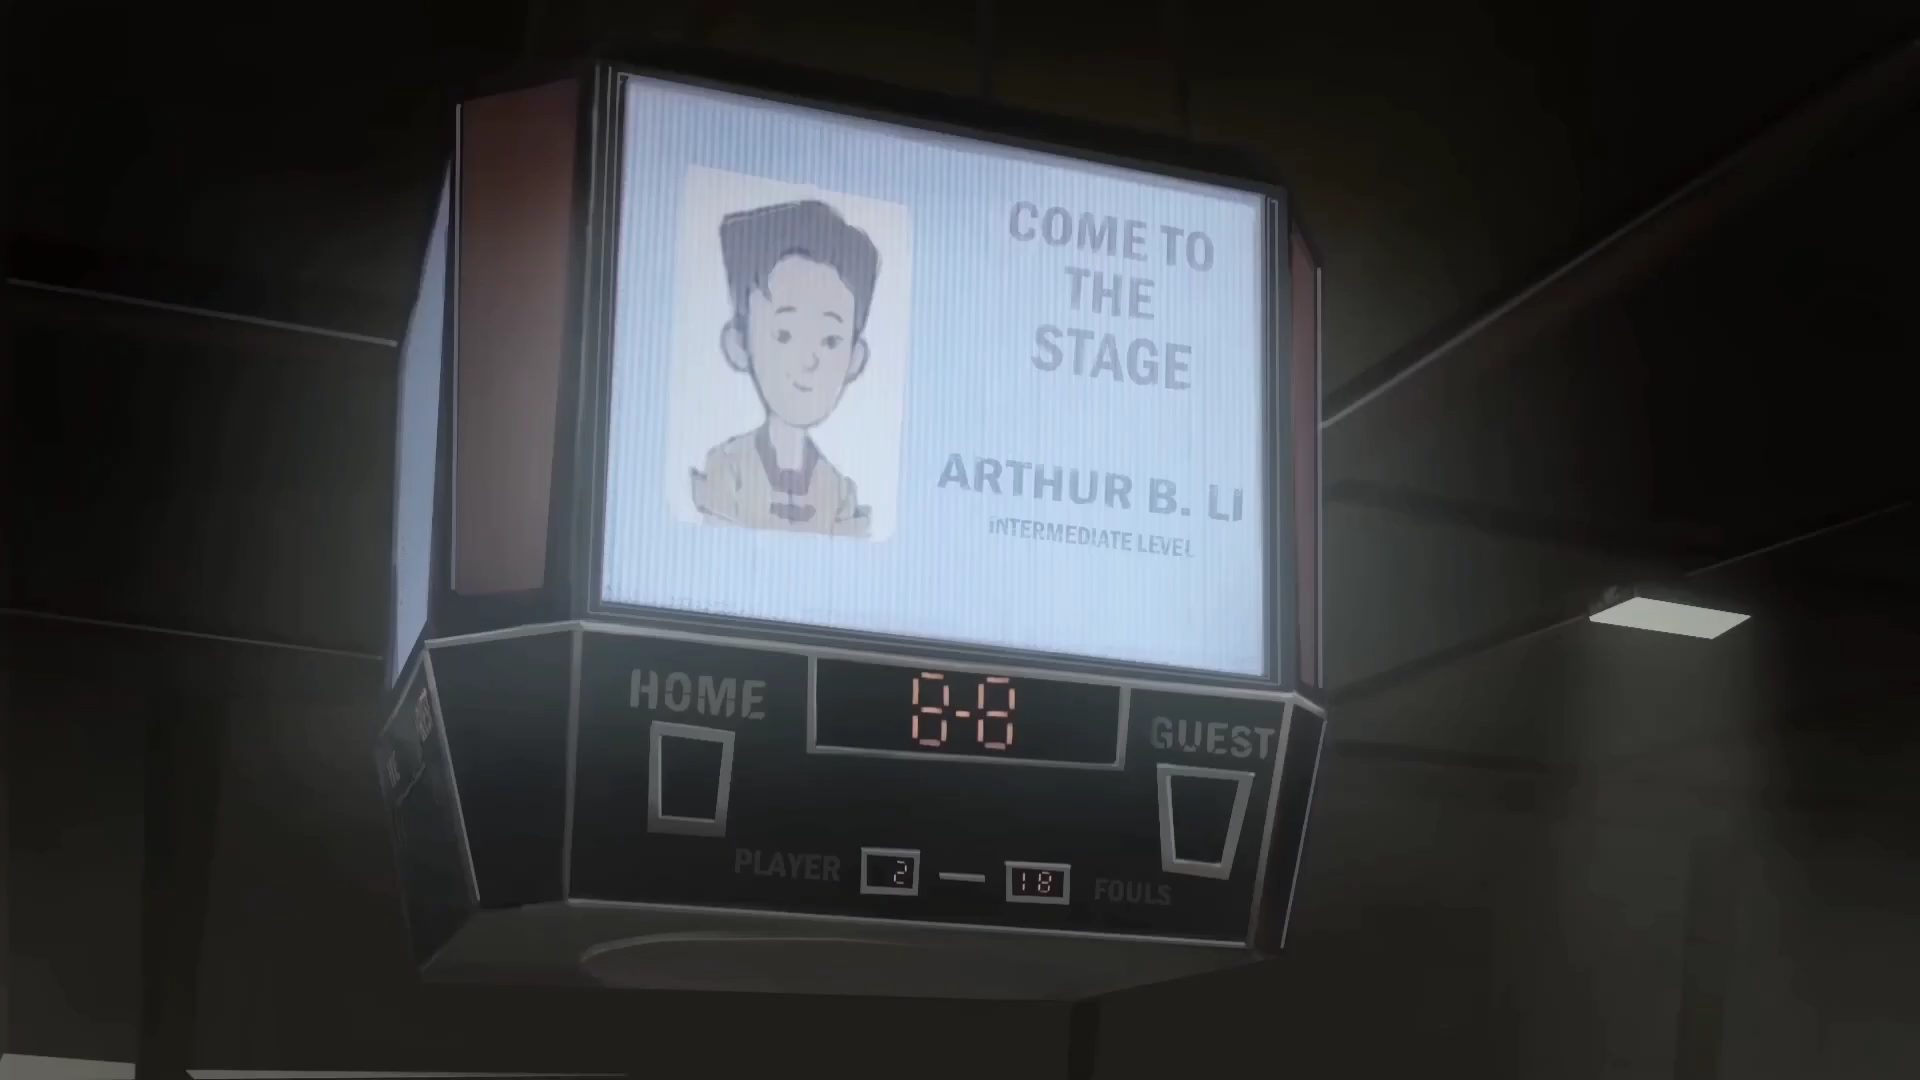 COME TO
THE
STAGE
ARTHUR B. LI
INTERMEDIATE LEVEL
HOME
8-8
GUEST
PLAYER 2 — 18 FOULS